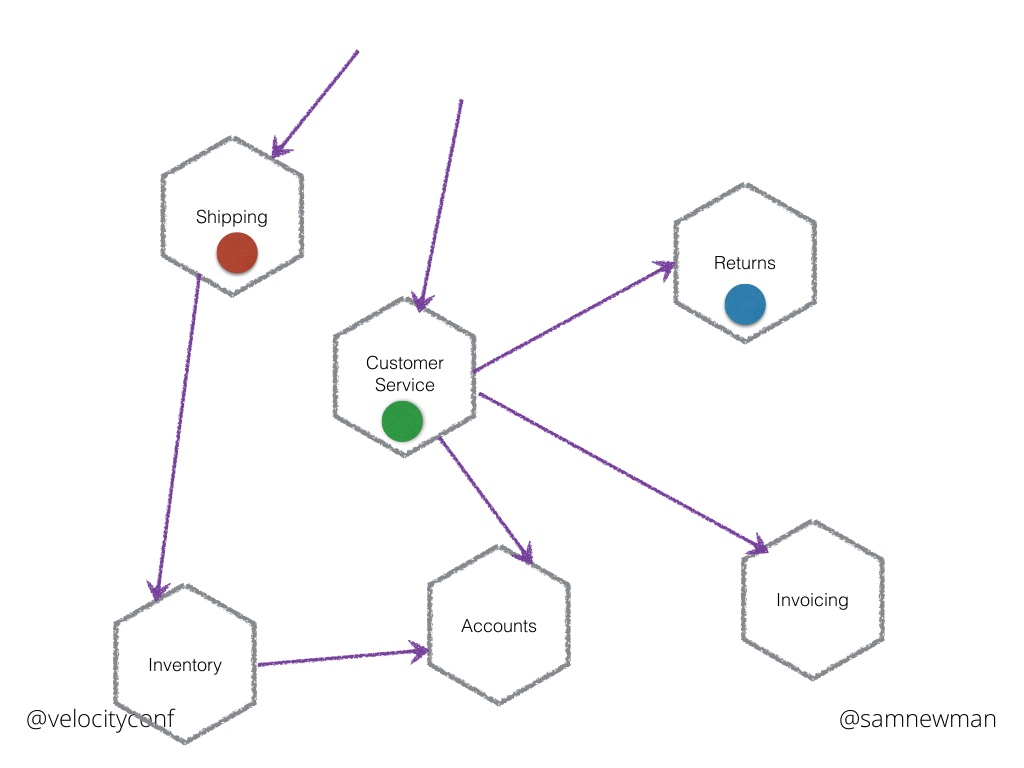 Shipping
Returns
Customer
Service
Invoicing
Accounts
Inventory
@velocityconf
@samnewman